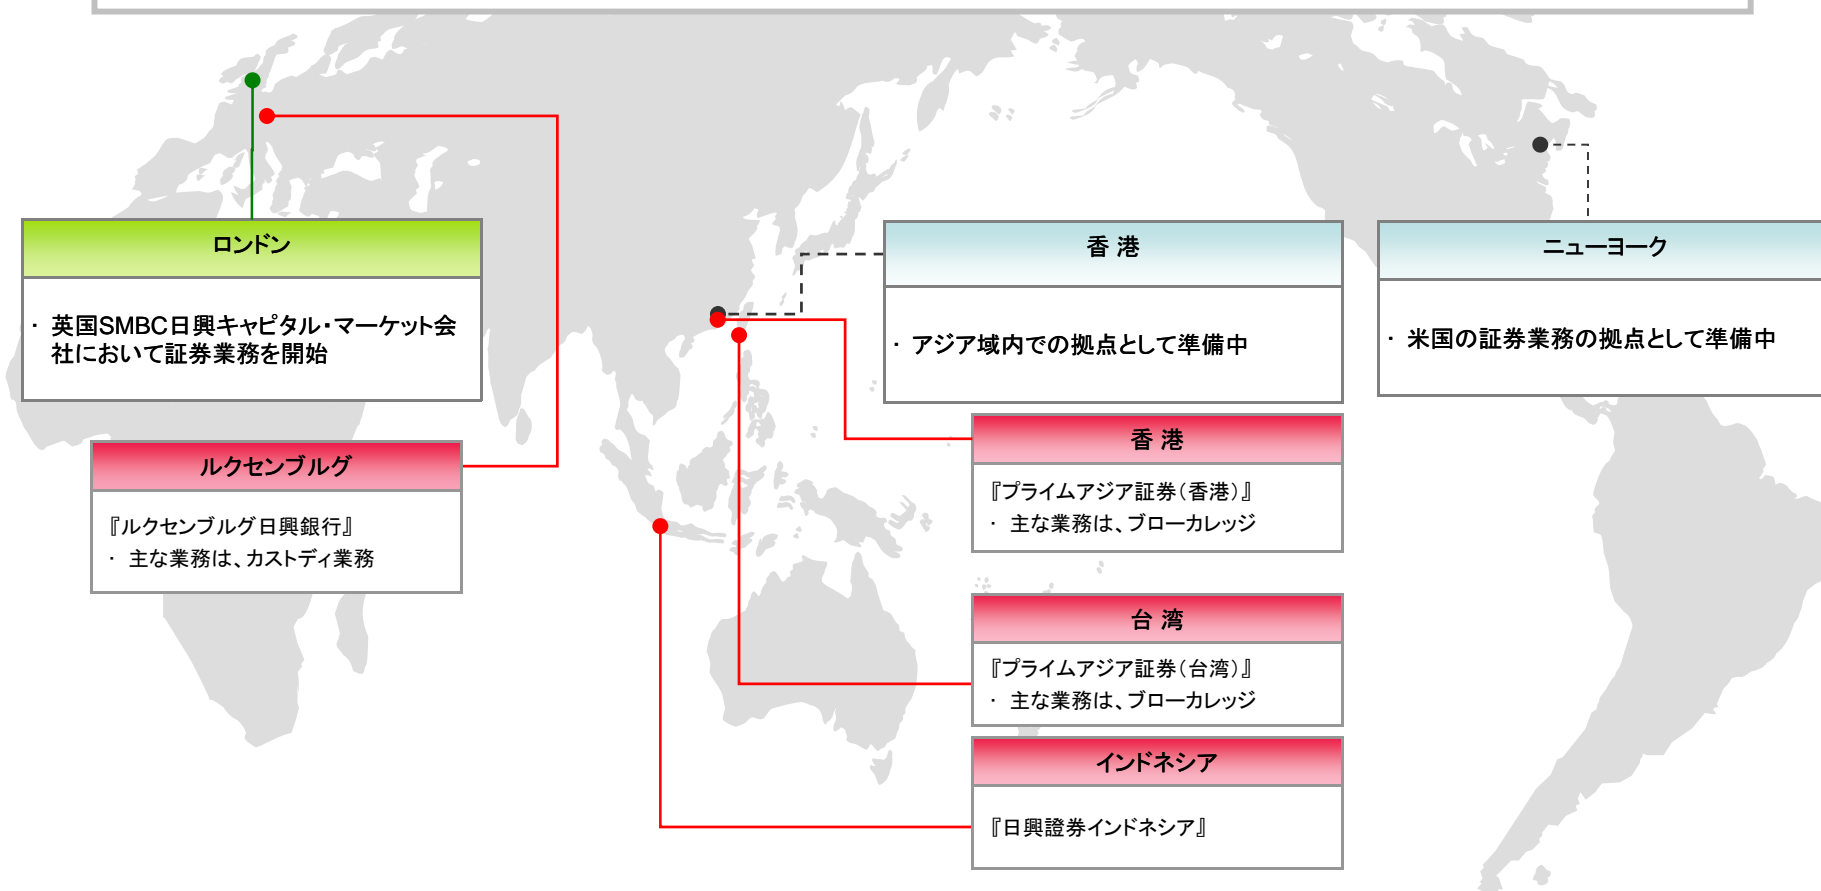 ロンドン
・ 英国SMBC日興キャピタル・マーケット会
社において証券業務を開始
香 港
・ アジア域内での拠点として準備中
ニューヨーク
・ 米国の証券業務の拠点として準備中
ルクセンブルグ
『ルクセンブルグ日興銀行』
・ 主な業務は、カストディ業務
香 港
『プライムアジア証券（香港）』
・ 主な業務は、ブローカレッジ
台 湾
『プライムアジア証券（台湾）』
・ 主な業務は、ブローカレッジ
インドネシア
『日興證券インドネシア』